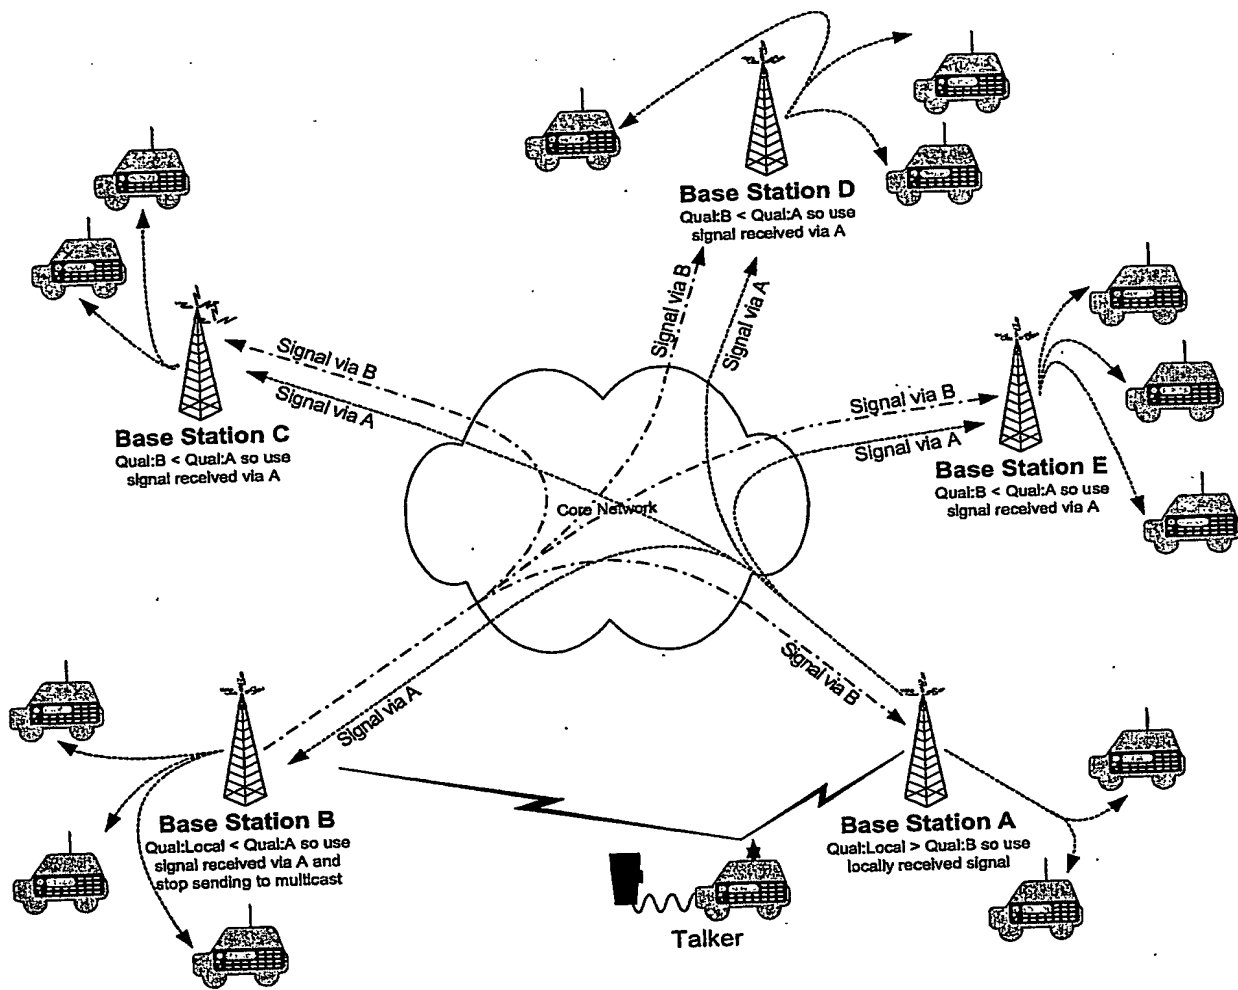 Base Station D
Qual:B < Qual:A so use
signal received via A
Signal via B
Signal via A
Signal via B
Signal via A
Base Station C
Qual:B < Qual:A so use
signal received via A
Signal via B
Signal via A
Base Station E
Qual:B < Qual:A so use
signal received via A
Core Network
Signal via B
Signal via A
Base Station B
Qual:Local < Qual:A so use
signal received via A and
stop sending to multicast
Base Station A
Qual:Local > Qual:B so use
locally received signal
Talker